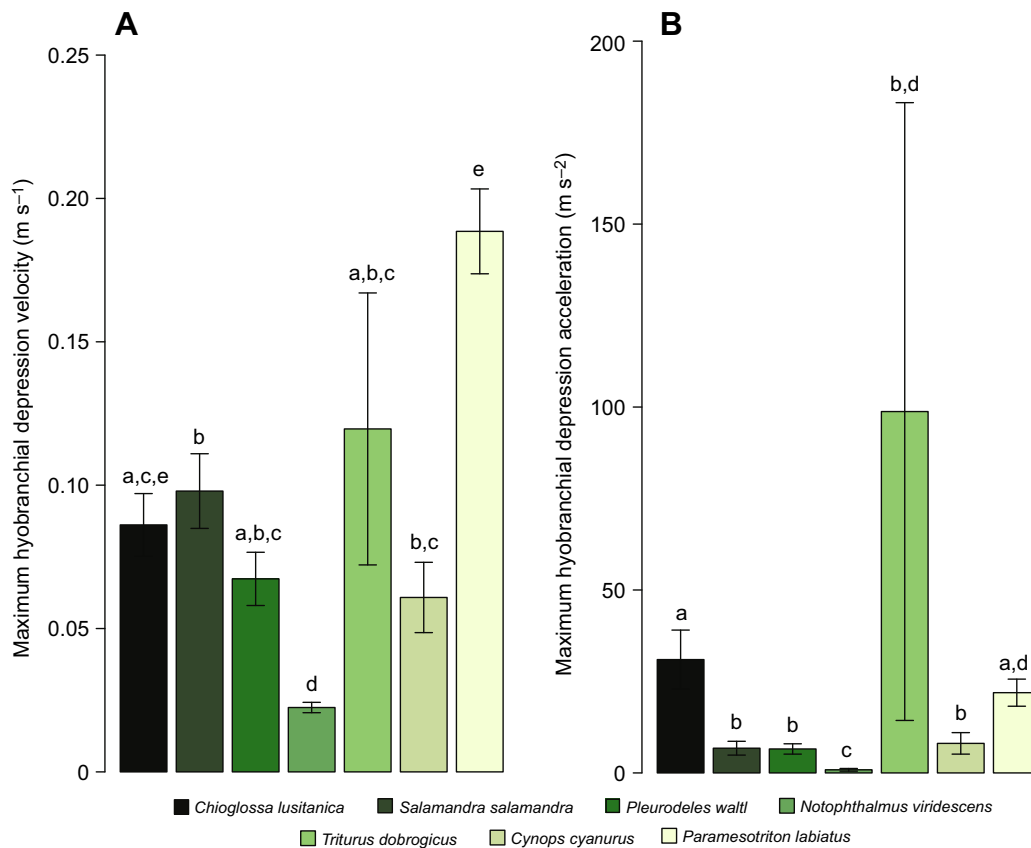 A
B
Maximum hyobranchial depression velocity (m s−1)
0.25
0.20
0.15
0.10
0.05
0
a,c,e
b
a,b,c
d
a,b,c
b,c
e
Maximum hyobranchial depression acceleration (m s−2)
200
150
100
50
0
a
b
b
c
b,d
b
a,d
Chioglossa lusitanica Salamandra salamandra Pleurodeles waltl Notophthalmus viridescens
Triturus dobrogicus Cynops cyanurus Paramesotriton labiatus